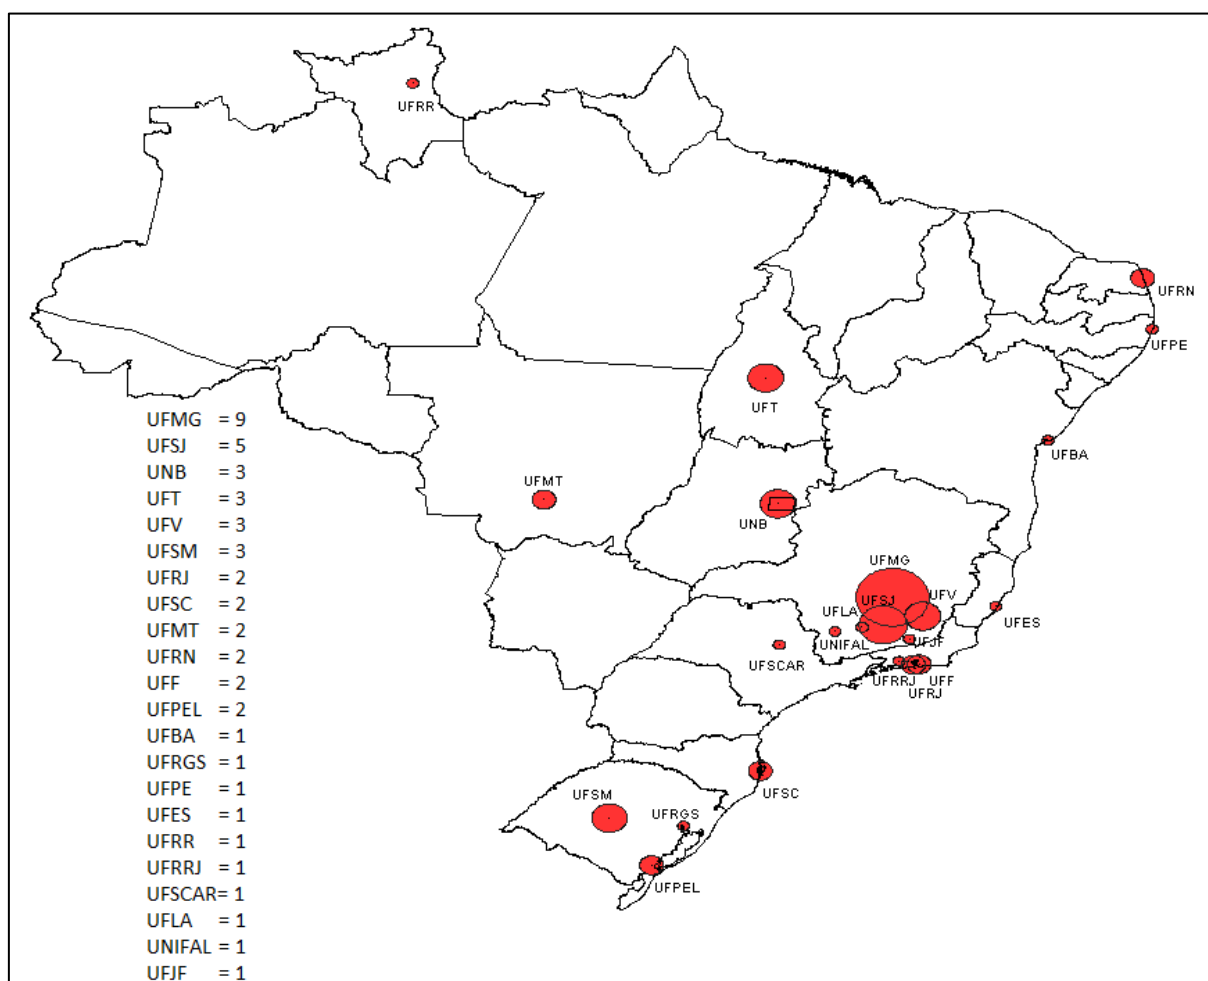 UFRR
UFRN
UFPE
UFT
UFBA
UFMT
UNB
UFMG
UFSJ
UFV
UFLA
UFES
UNIFAL
UFJF
UFSCAR
UFRRJ
UFF
UFRJ
UFSC
UFSM
UFRGS
UFPEL
UFMG = 9
UFSJ = 5
UNB = 3
UFT = 3
UFV = 3
UFSM = 3
UFRJ = 2
UFSC = 2
UFMT = 2
UFRN = 2
UFF = 2
UFPEL = 2
UFBA = 1
UFRGS = 1
UFPE = 1
UFES = 1
UFRR = 1
UFRRJ = 1
UFSCAR= 1
UFLA = 1
UNIFAL = 1
UFJF = 1